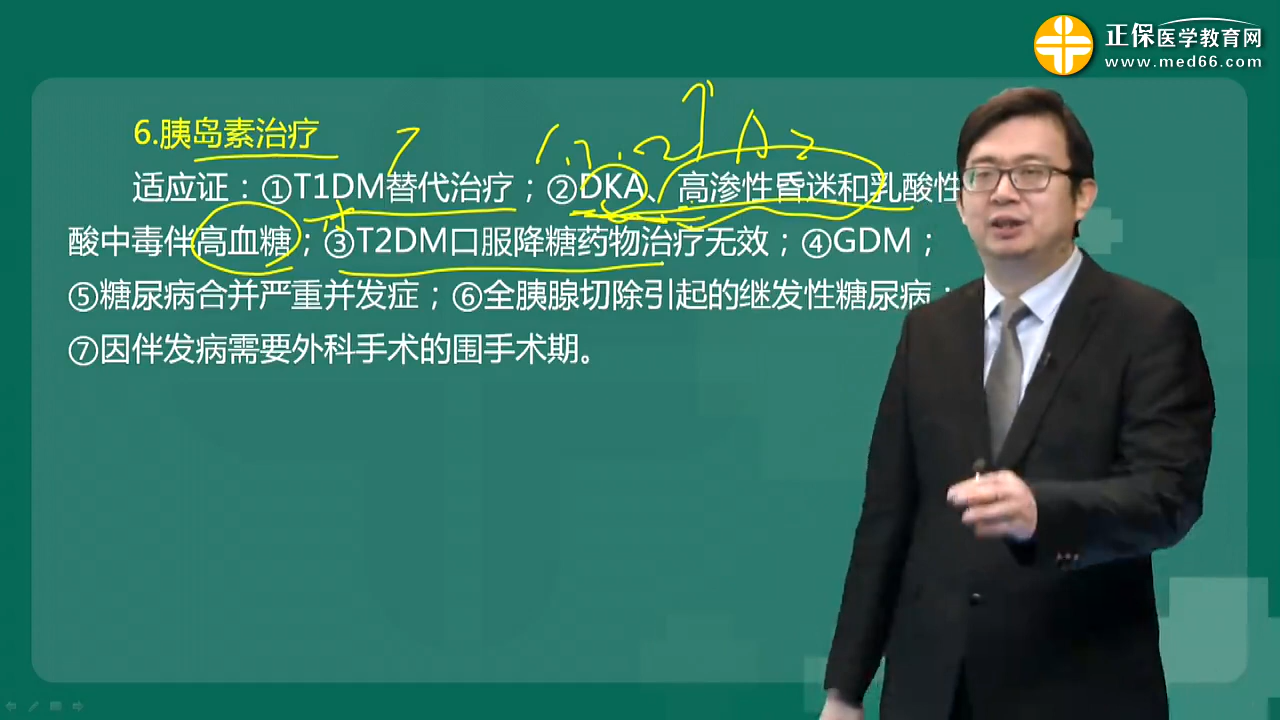 正保医学教育网
www.med66.com
6.胰岛素治疗
适应证：①T1DM替代治疗；②DKA、高渗性昏迷和乳酸性
酸中毒伴高血糖；③T2DM口服降糖药物治疗无效；④GDM；
⑤糖尿病合并严重并发症；⑥全胰腺切除引起的继发性糖尿病；
⑦因伴发病需要外科手术的围手术期。